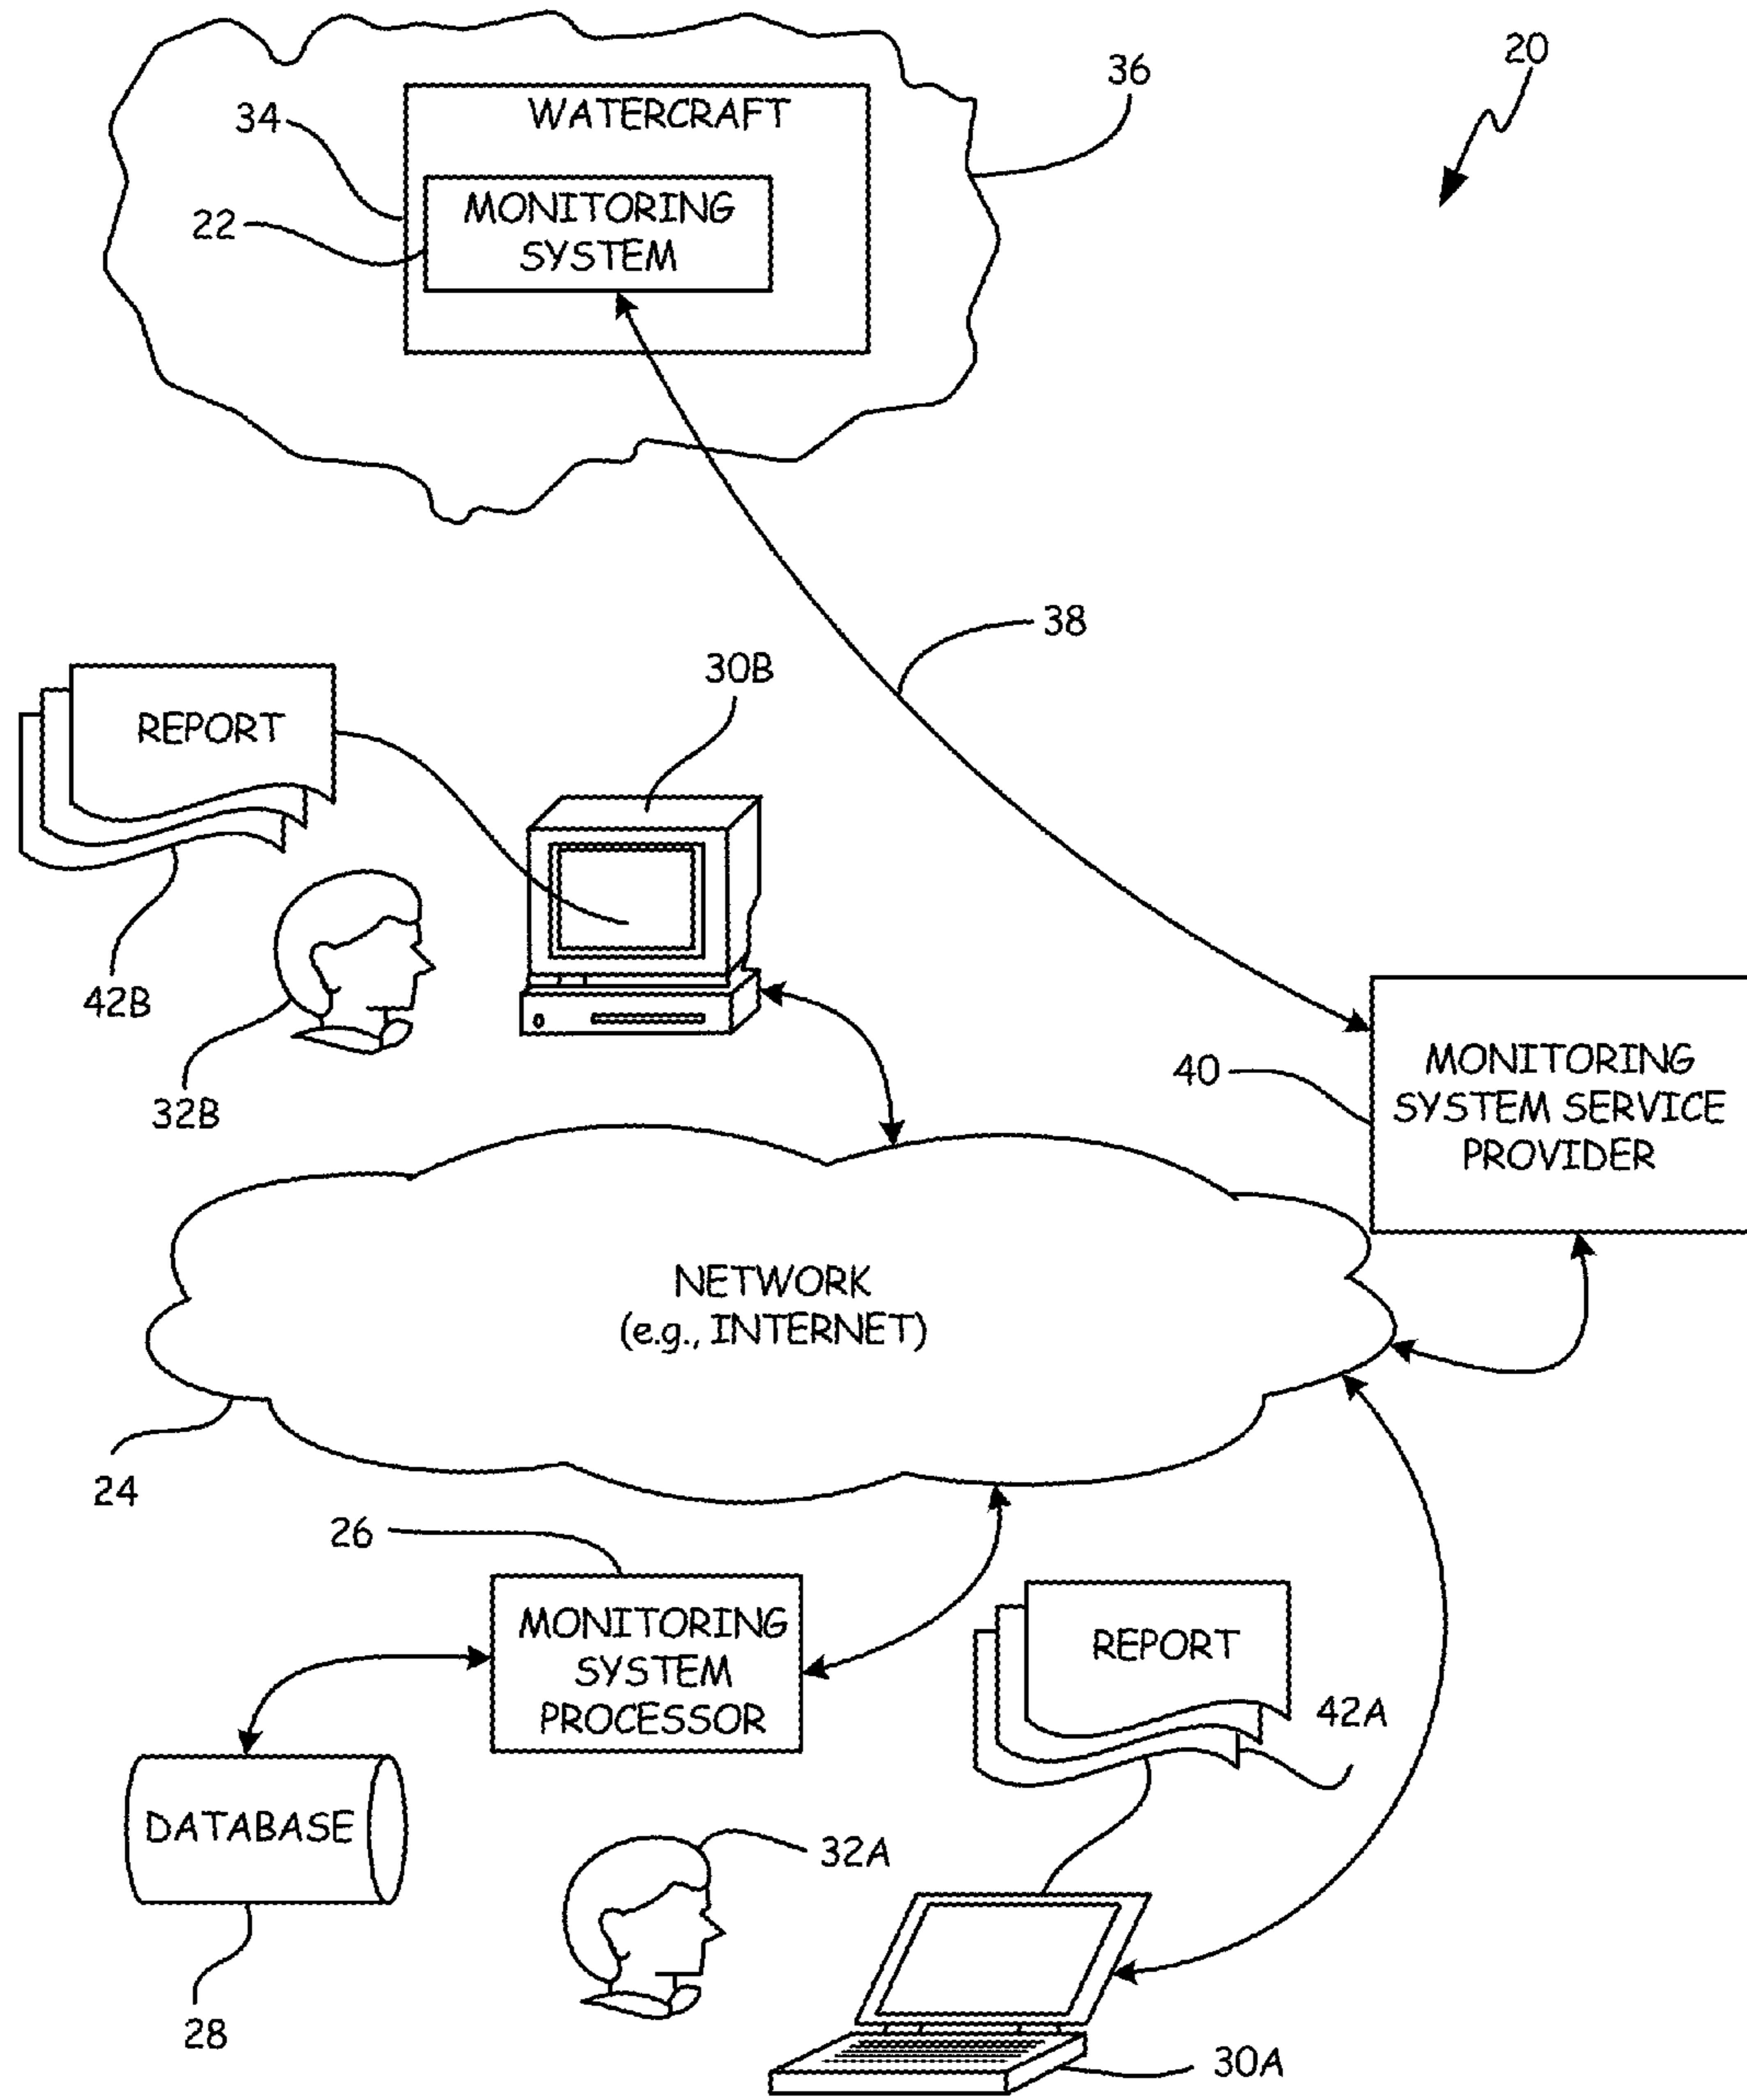 20
36
34
WATERCRAFT
22
MONITORING
SYSTEM
38
30B
REPORT
42B
32B
40
MONITORING
SYSTEM SERVICE
PROVIDER
NETWORK
(e.g., INTERNET)
24
26
MONITORING
SYSTEM
PROCESSOR
REPORT
42A
DATABASE
32A
28
30A